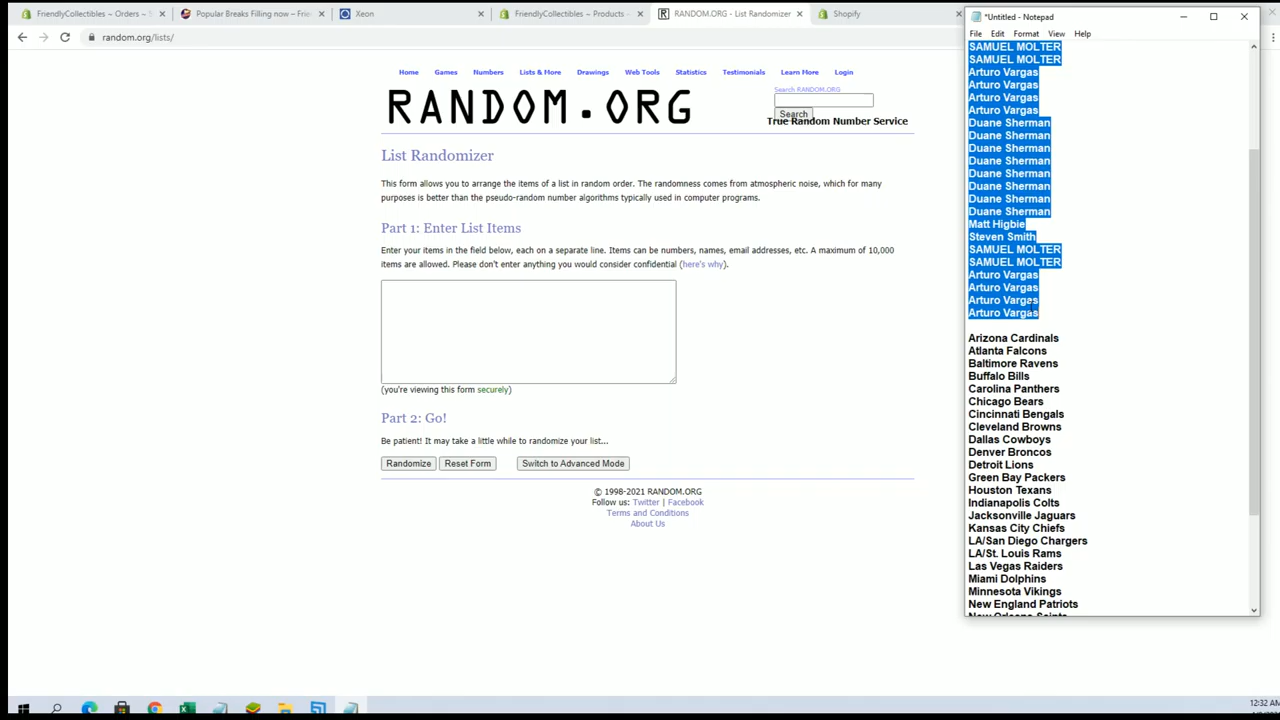 FriendlyCollectibles ~ Orders ~ S
Popular Breaks Filling now – Frie
Xeon
FriendlyCollectibles ~ Products ~
RANDOM.ORG - List Randomizer
Shopify
random.org/lists/
Home Games Numbers Lists & More Drawings Web Tools Statistics Testimonials Learn More Login
RANDOM.ORG
Search RANDOM.ORG
Search
True Random Number Service
List Randomizer
This form allows you to arrange the items of a list in random order. The randomness comes from atmospheric noise, which for many
purposes is better than the pseudo-random number algorithms typically used in computer programs.
Part 1: Enter List Items
Enter your items in the field below, each on a separate line. Items can be numbers, names, email addresses, etc. A maximum of 10,000
items are allowed. Please don't enter anything you would consider confidential (here's why).
(you're viewing this form securely)
Part 2: Go!
Be patient! It may take a little while to randomize your list...
Randomize Reset Form Switch to Advanced Mode
© 1998-2021 RANDOM.ORG
Follow us: Twitter | Facebook
Terms and Conditions
About Us
*Untitled - Notepad
File Edit Format View Help
SAMUEL MOLTER
SAMUEL MOLTER
Arturo Vargas
Arturo Vargas
Arturo Vargas
Arturo Vargas
Duane Sherman
Duane Sherman
Duane Sherman
Duane Sherman
Duane Sherman
Duane Sherman
Duane Sherman
Duane Sherman
Matt Higbie
Steven Smith
SAMUEL MOLTER
SAMUEL MOLTER
Arturo Vargas
Arturo Vargas
Arturo Vargas
Arturo Vargas
Arizona Cardinals
Atlanta Falcons
Baltimore Ravens
Buffalo Bills
Carolina Panthers
Chicago Bears
Cincinnati Bengals
Cleveland Browns
Dallas Cowboys
Denver Broncos
Detroit Lions
Green Bay Packers
Houston Texans
Indianapolis Colts
Jacksonville Jaguars
Kansas City Chiefs
LA/San Diego Chargers
LA/St. Louis Rams
Las Vegas Raiders
Miami Dolphins
Minnesota Vikings
New England Patriots
New Orleans Saints
12:32 AM